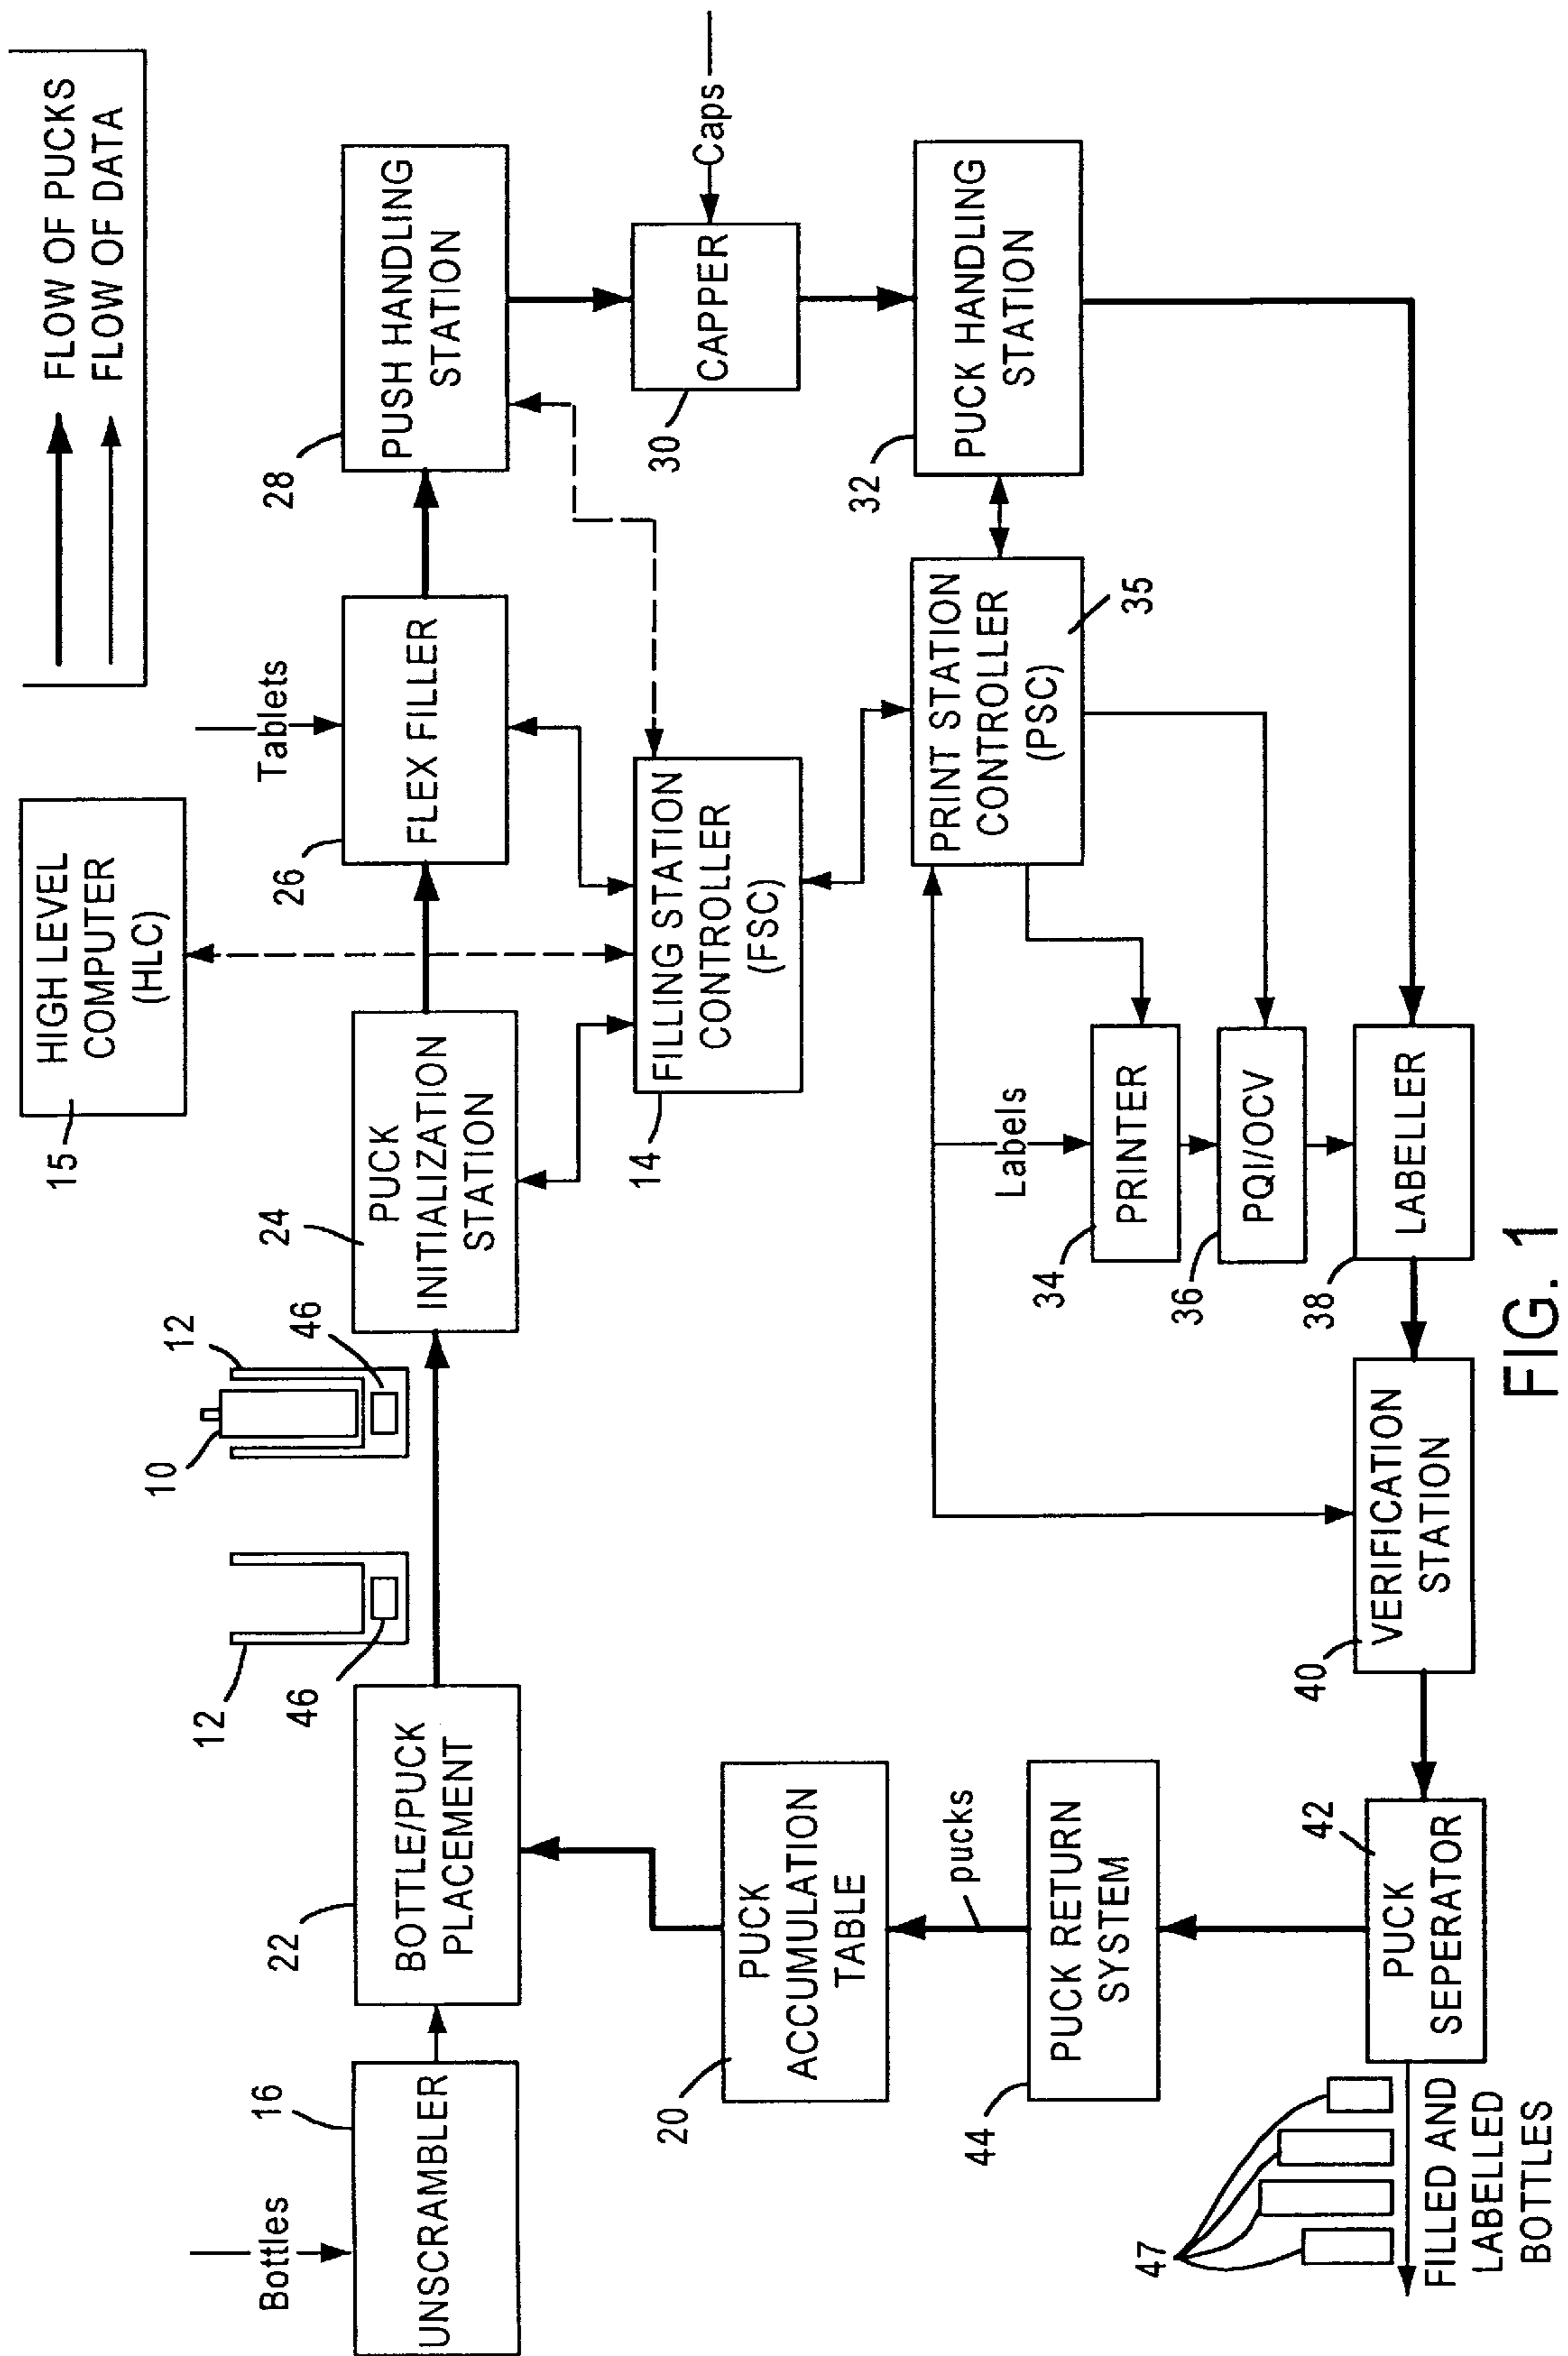 FLOW OF PUCKS
FLOW OF DATA
15
HIGH LEVEL
COMPUTER
(HLC)
Bottles
16
UNSCRAMBLER
22
BOTTLE/PUCK
PLACEMENT
12
46
10
12
46
24
PUCK
INITIALIZATION
STATION
Tablets
26
FLEX FILLER
28
PUSH HANDLING
STATION
14
FILLING STATION
CONTROLLER
(FSC)
30
CAPPER
Caps
20
PUCK
ACCUMULATION
TABLE
pucks
44
PUCK RETURN
SYSTEM
Labels
PRINT STATION
CONTROLLER
(PSC)
35
32
PUCK HANDLING
STATION
34
PRINTER
36
PQI/OCV
38
LABELLER
40
VERIFICATION
STATION
42
PUCK
SEPERATOR
47
FILLED AND
LABELLED
BOTTLES
FIG. 1